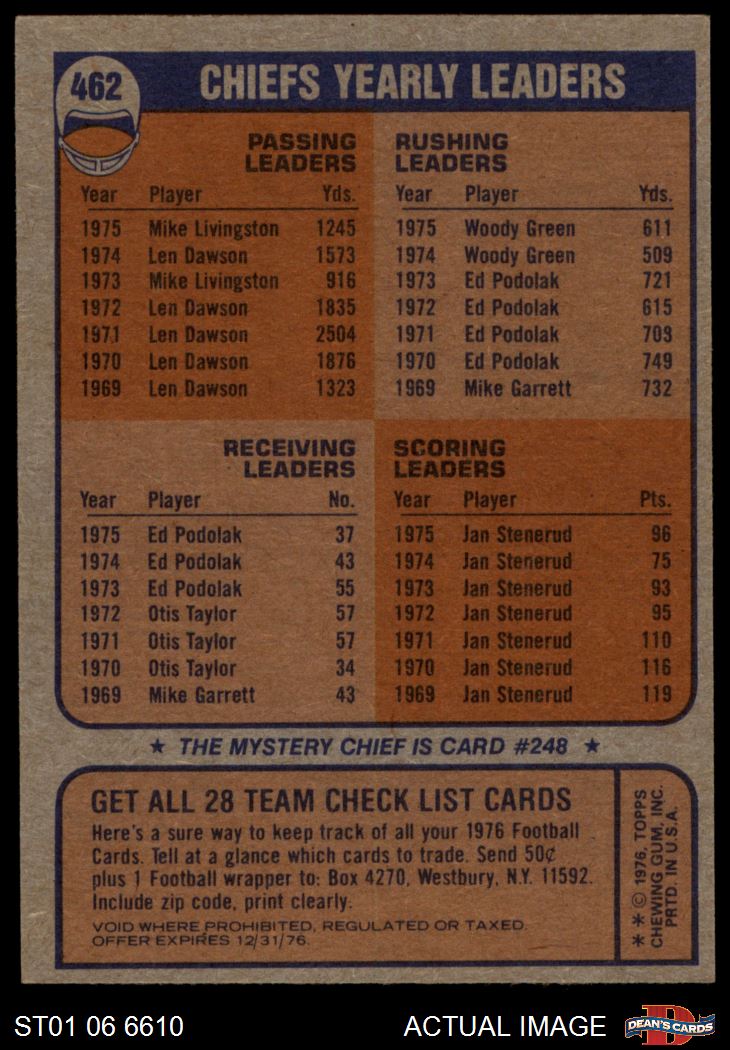 462
CHIEFS YEARLY LEADERS
PASSING
LEADERS
Year Player Yds.
1975 Mike Livingston 1245
1974 Len Dawson 1573
1973 Mike Livingston 916
1972 Len Dawson 1835
1971 Len Dawson 2504
1970 Len Dawson 1876
1969 Len Dawson 1323
RUSHING
LEADERS
Year Player Yds.
1975 Woody Green 611
1974 Woody Green 509
1973 Ed Podolak 721
1972 Ed Podolak 615
1971 Ed Podolak 703
1970 Ed Podolak 749
1969 Mike Garrett 732
RECEIVING
LEADERS
Year Player No.
1975 Ed Podolak 37
1974 Ed Podolak 43
1973 Ed Podolak 55
1972 Otis Taylor 57
1971 Otis Taylor 57
1970 Otis Taylor 34
1969 Mike Garrett 43
SCORING
LEADERS
Year Player Pts.
1975 Jan Stenerud 96
1974 Jan Stenerud 75
1973 Jan Stenerud 93
1972 Jan Stenerud 95
1971 Jan Stenerud 110
1970 Jan Stenerud 116
1969 Jan Stenerud 119
★ THE MYSTERY CHIEF IS CARD #248 ★
GET ALL 28 TEAM CHECK LIST CARDS
Here's a sure way to keep track of all your 1976 Football
Cards. Tell at a glance which cards to trade. Send 50¢
plus 1 Football wrapper to: Box 4270, Westbury, N.Y. 11592.
Include zip code, print clearly.
VOID WHERE PROHIBITED, REGULATED OR TAXED.
OFFER EXPIRES 12/31/76.
* * © 1976, TOPPS
CHEWING GUM, INC.
PRTD. IN U.S.A.
ST01 06 6610
ACTUAL IMAGE
D
DEAN'S CARDS